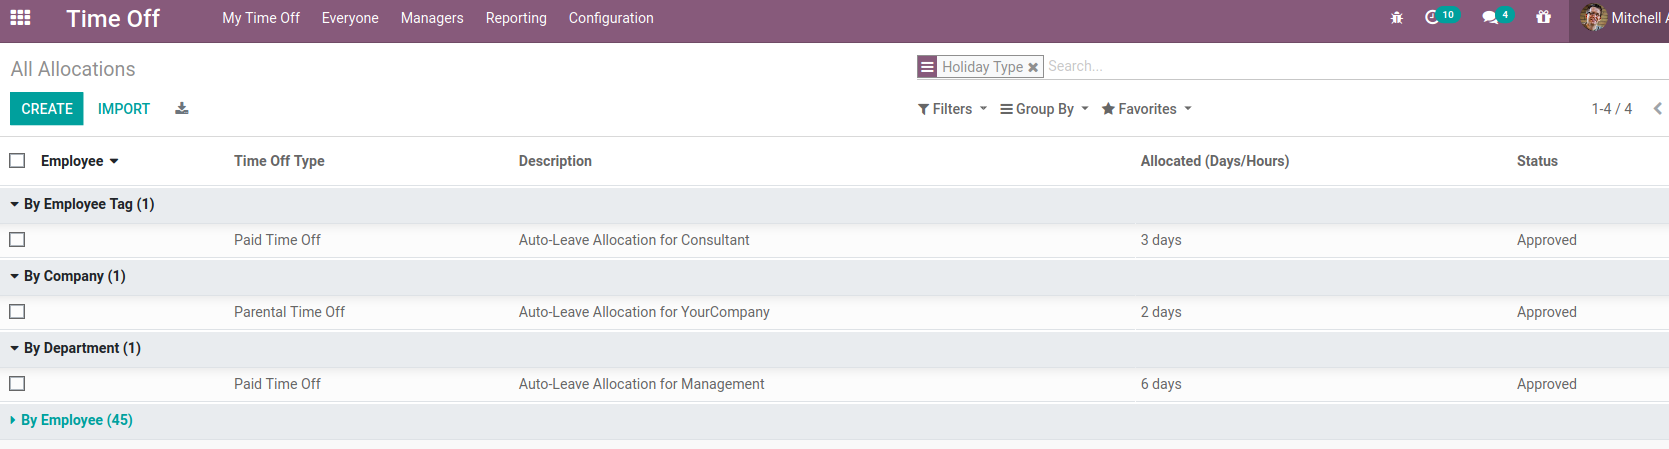 Time Off My Time Off Everyone Managers Reporting Configuration 10 4 Mitchell A
All Allocations Holiday Type Search...
CREATE IMPORT Filters Group By Favorites 1-4 / 4
Employee Time Off Type Description Allocated (Days/Hours) Status
By Employee Tag (1)
Paid Time Off Auto-Leave Allocation for Consultant 3 days Approved
By Company (1)
Parental Time Off Auto-Leave Allocation for YourCompany 2 days Approved
By Department (1)
Paid Time Off Auto-Leave Allocation for Management 6 days Approved
By Employee (45)